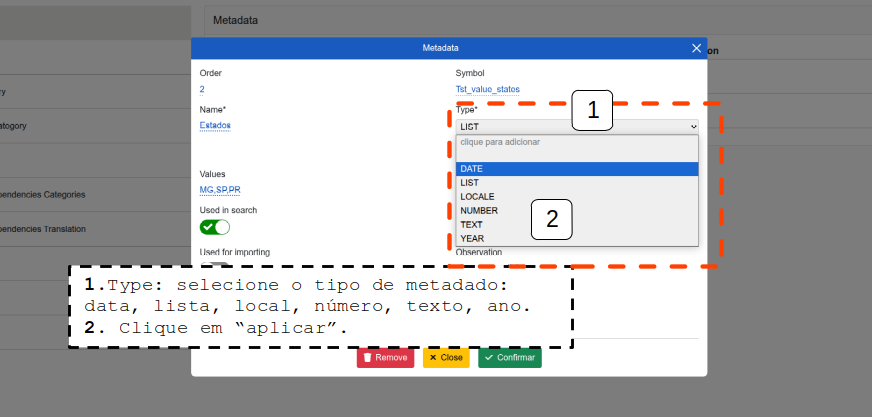 Metadata
Metadata
on
Order
Symbol
2
Tst_valuo_states
ry
Name*
Type*
1
Estados
LIST
atogory
clique para adicionar
DATE
Values
LIST
MG,SP,PR
LOCALE
pendencies Categories
Used in search
NUMBER
2
TEXT
pendencies Translation
YEAR
Used for importing
Observation
1.Type: selecione o tipo de metadado:
data, lista, local, número, texto, ano.
2. Clique em “aplicar”.
Remove
Close
Confirmar